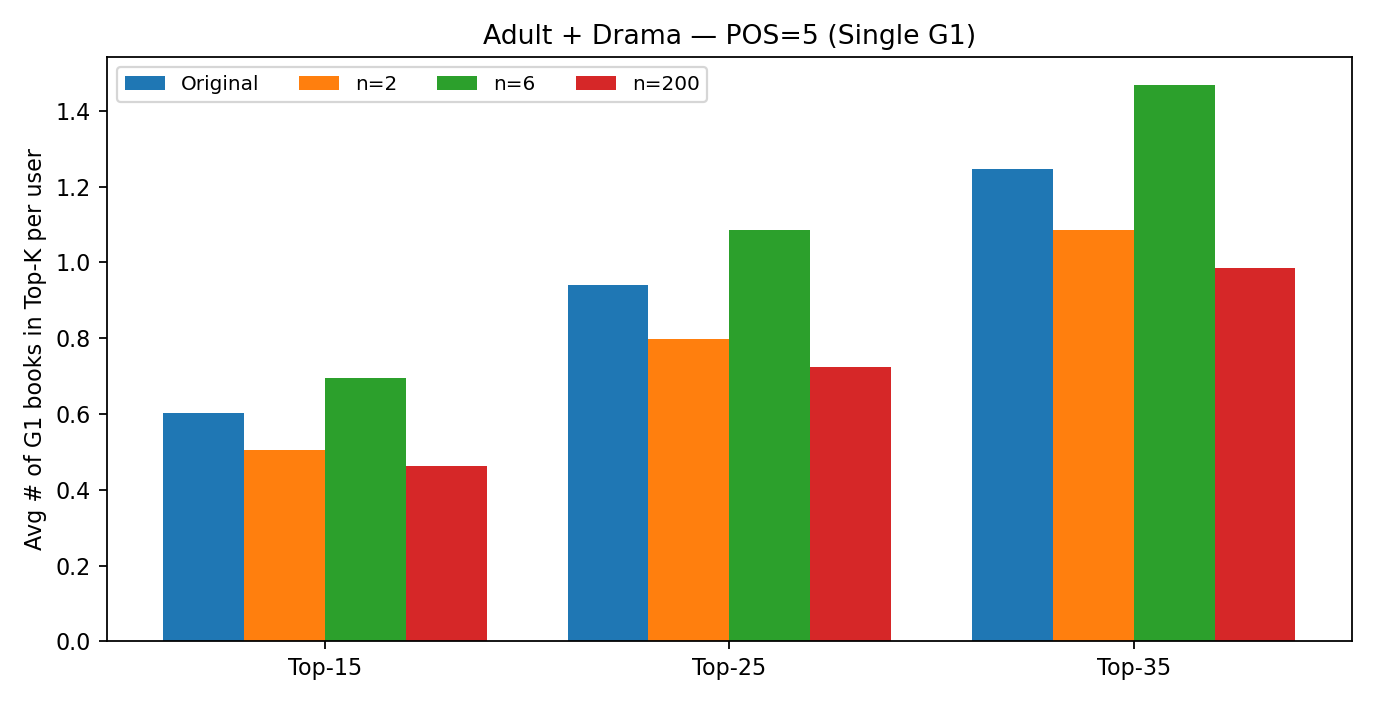 Adult + Drama — POS=5 (Single G1)
Original n=2 n=6 n=200
Avg # of G1 books in Top-K per user
1.4
1.2
1.0
0.8
0.6
0.4
0.2
0.0
Top-15 Top-25 Top-35